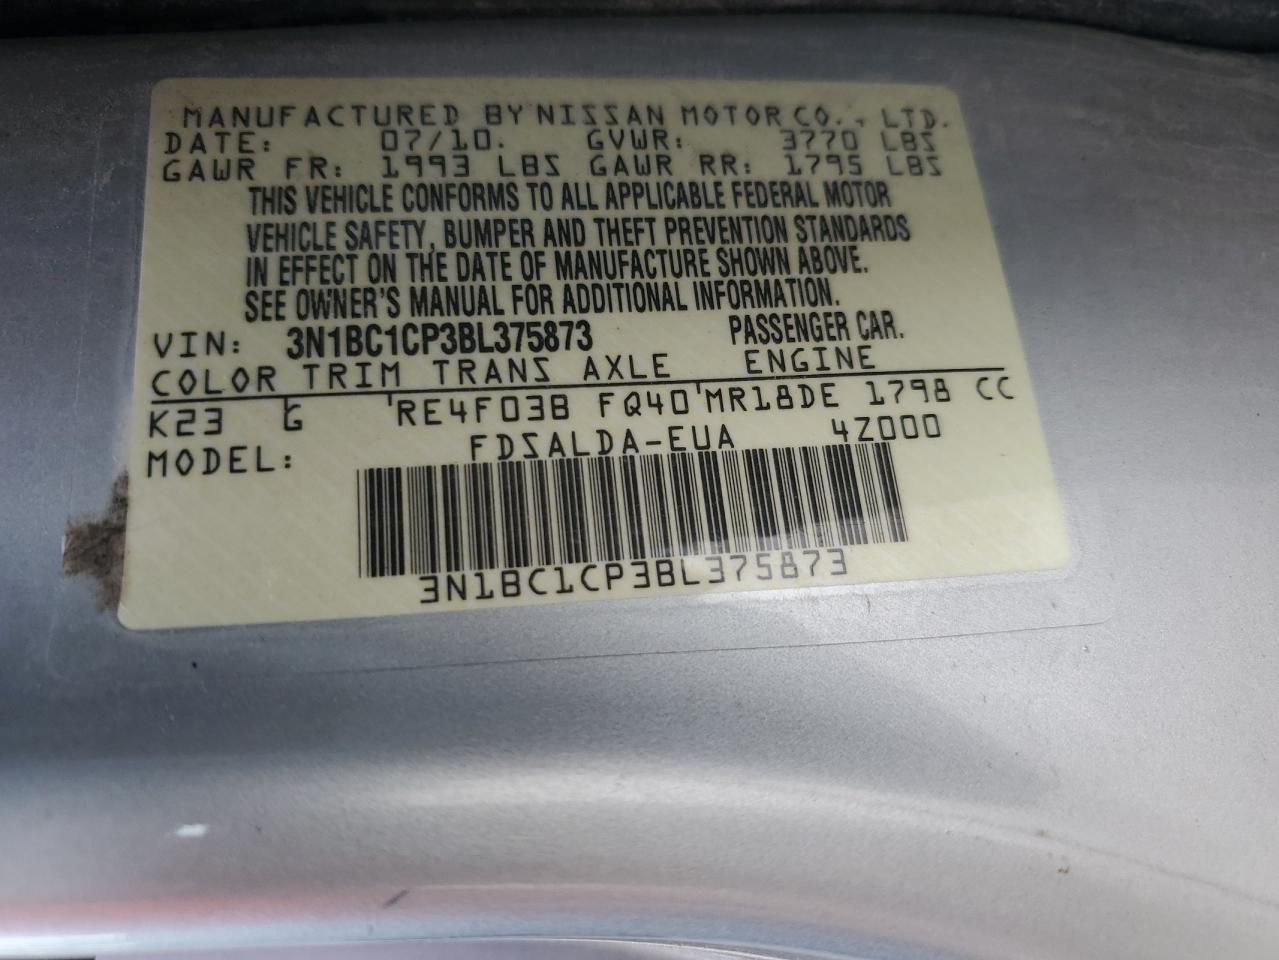 MANUFACTURED BY NISSAN MOTOR CO., LTD.
DATE: 07/10. GVWR: 3770 LBS
GAWR FR: 1993 LBS GAWR RR: 1795 LBS
THIS VEHICLE CONFORMS TO ALL APPLICABLE FEDERAL MOTOR
VEHICLE SAFETY, BUMPER AND THEFT PREVENTION STANDARDS
IN EFFECT ON THE DATE OF MANUFACTURE SHOWN ABOVE.
SEE OWNER'S MANUAL FOR ADDITIONAL INFORMATION.
VIN: 3N1BC1CP3BL375873 PASSENGER CAR.
COLOR TRIM TRANS AXLE ENGINE
K23 G RE4F03B FQ40 MR18DE 1798 CC
MODEL: FDSALDA-EUA 4Z000
3N1BC1CP3BL375873